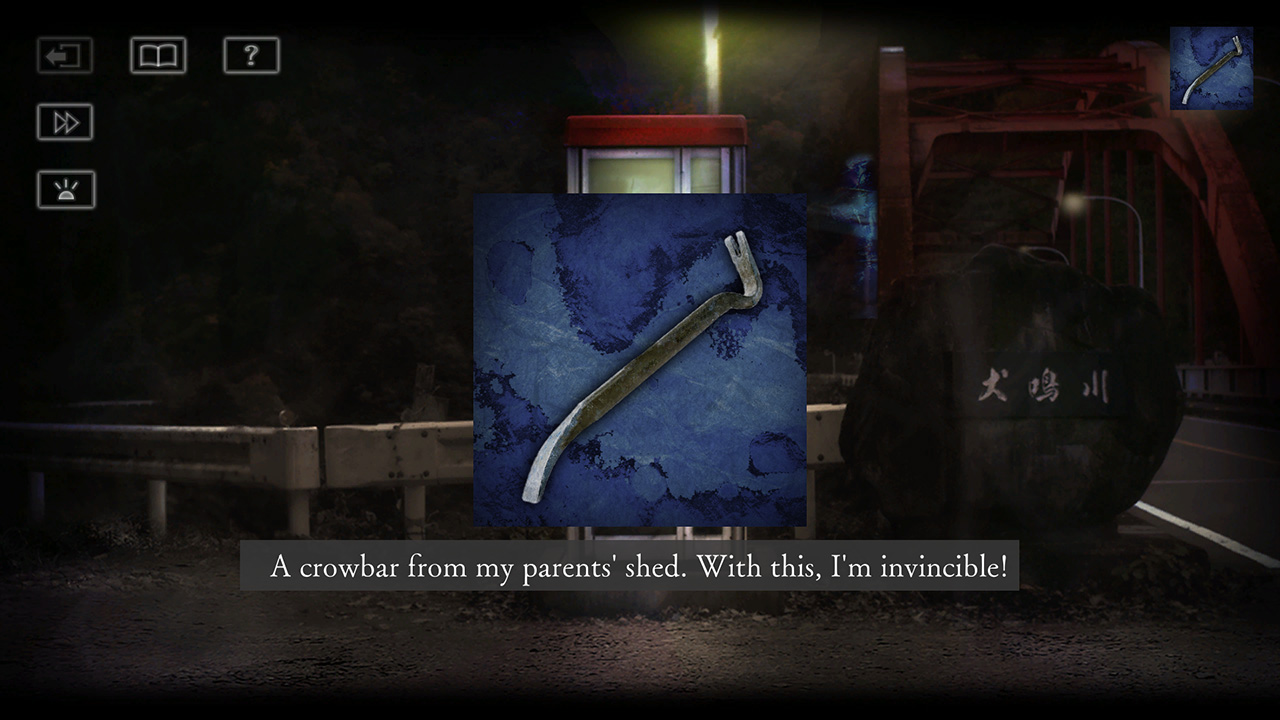 ?
犬鳴川
A crowbar from my parents' shed. With this, I'm invincible!